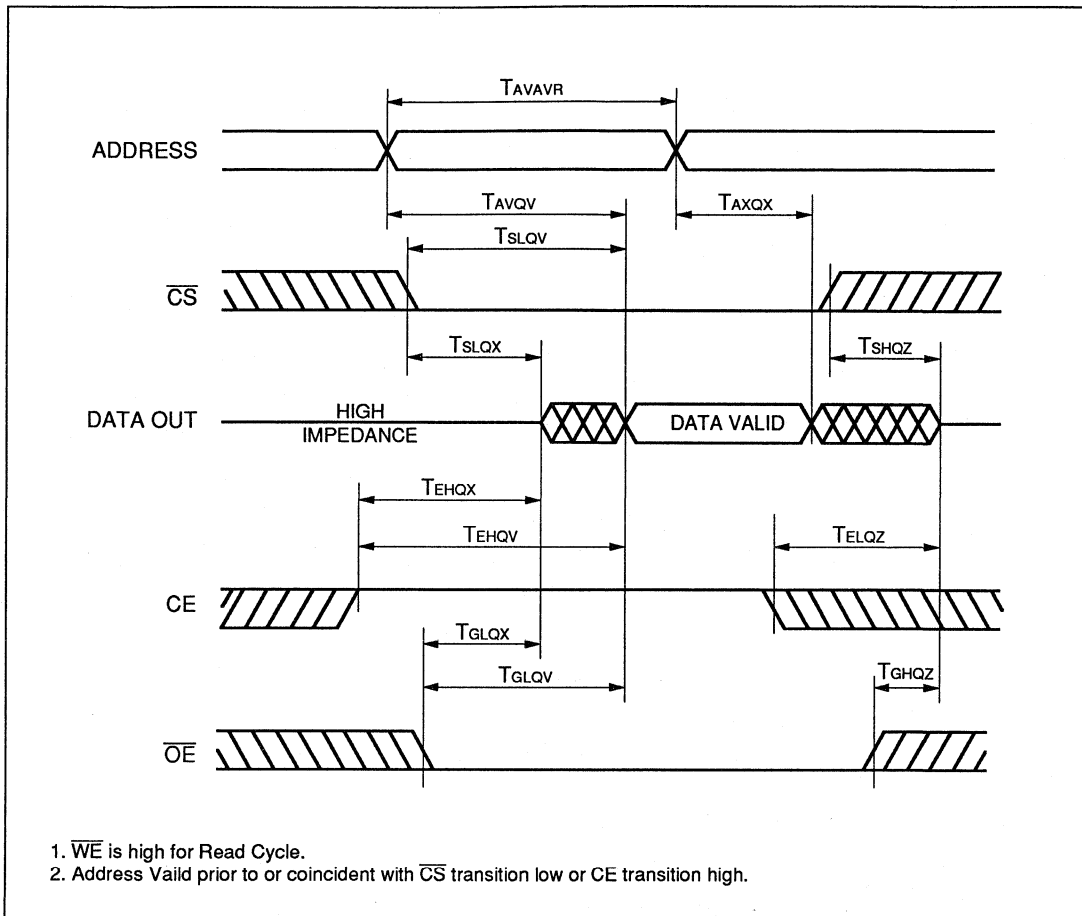 TAVAVR
ADDRESS
TAVQV
TAXQX
TSLQV
CS
TSLQX
TSHQZ
DATA OUT
HIGH
IMPEDANCE
DATA VALID
TEHQX
TEHQV
TELQZ
CE
TGLQX
TGLQV
TGHQZ
OE
1. WE is high for Read Cycle.
2. Address Vaild prior to or coincident with CS transition low or CE transition high.